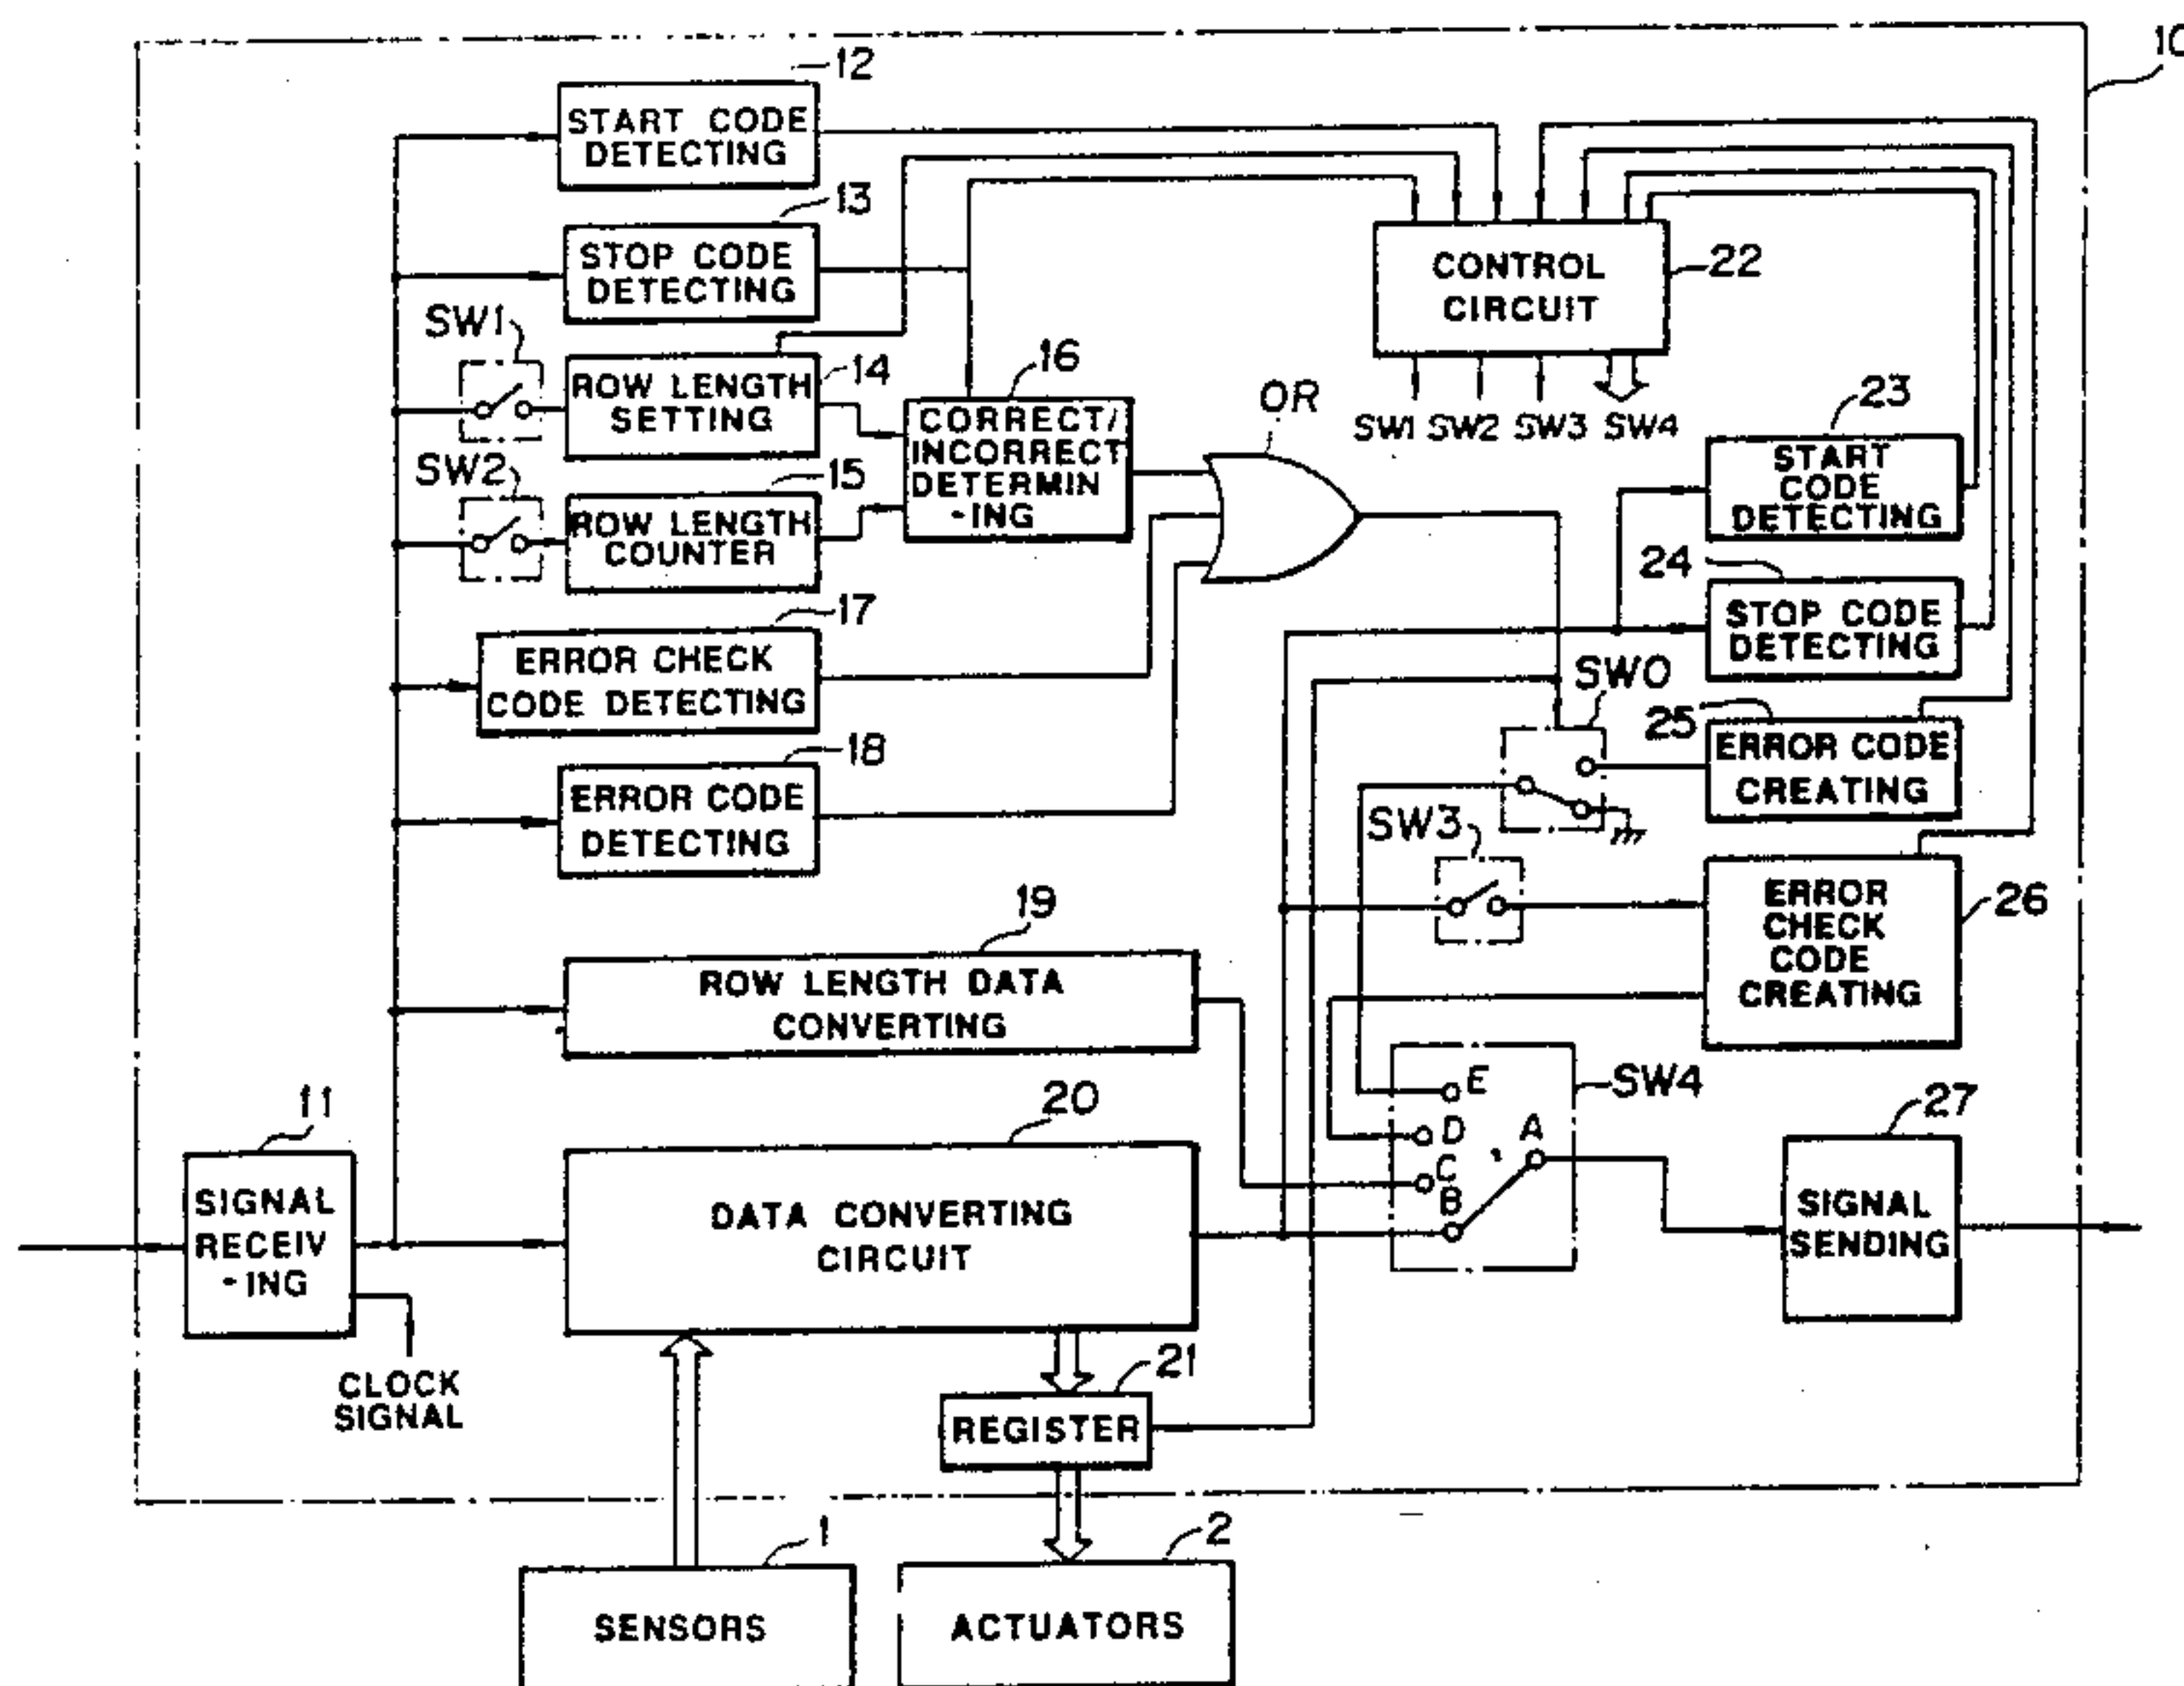 10
12
START CODE
DETECTING
13
STOP CODE
DETECTING
SW1
14
ROW LENGTH
SETTING
SW2
15
ROW LENGTH
COUNTER
16
CORRECT/
INCORRECT
DETERMIN
-ING
OR
CONTROL
CIRCUIT
22
SW1 SW2 SW3 SW4
23
START
CODE
DETECTING
24
STOP CODE
DETECTING
17
ERROR CHECK
CODE DETECTING
18
ERROR CODE
DETECTING
SW0
25
ERROR CODE
CREATING
SW3
26
ERROR
CHECK
CODE
CREATING
19
ROW LENGTH DATA
CONVERTING
11
SIGNAL
RECEIV
-ING
CLOCK
SIGNAL
20
DATA CONVERTING
CIRCUIT
SW4
E
D
C
B
A
27
SIGNAL
SENDING
21
REGISTER
1
SENSORS
2
ACTUATORS